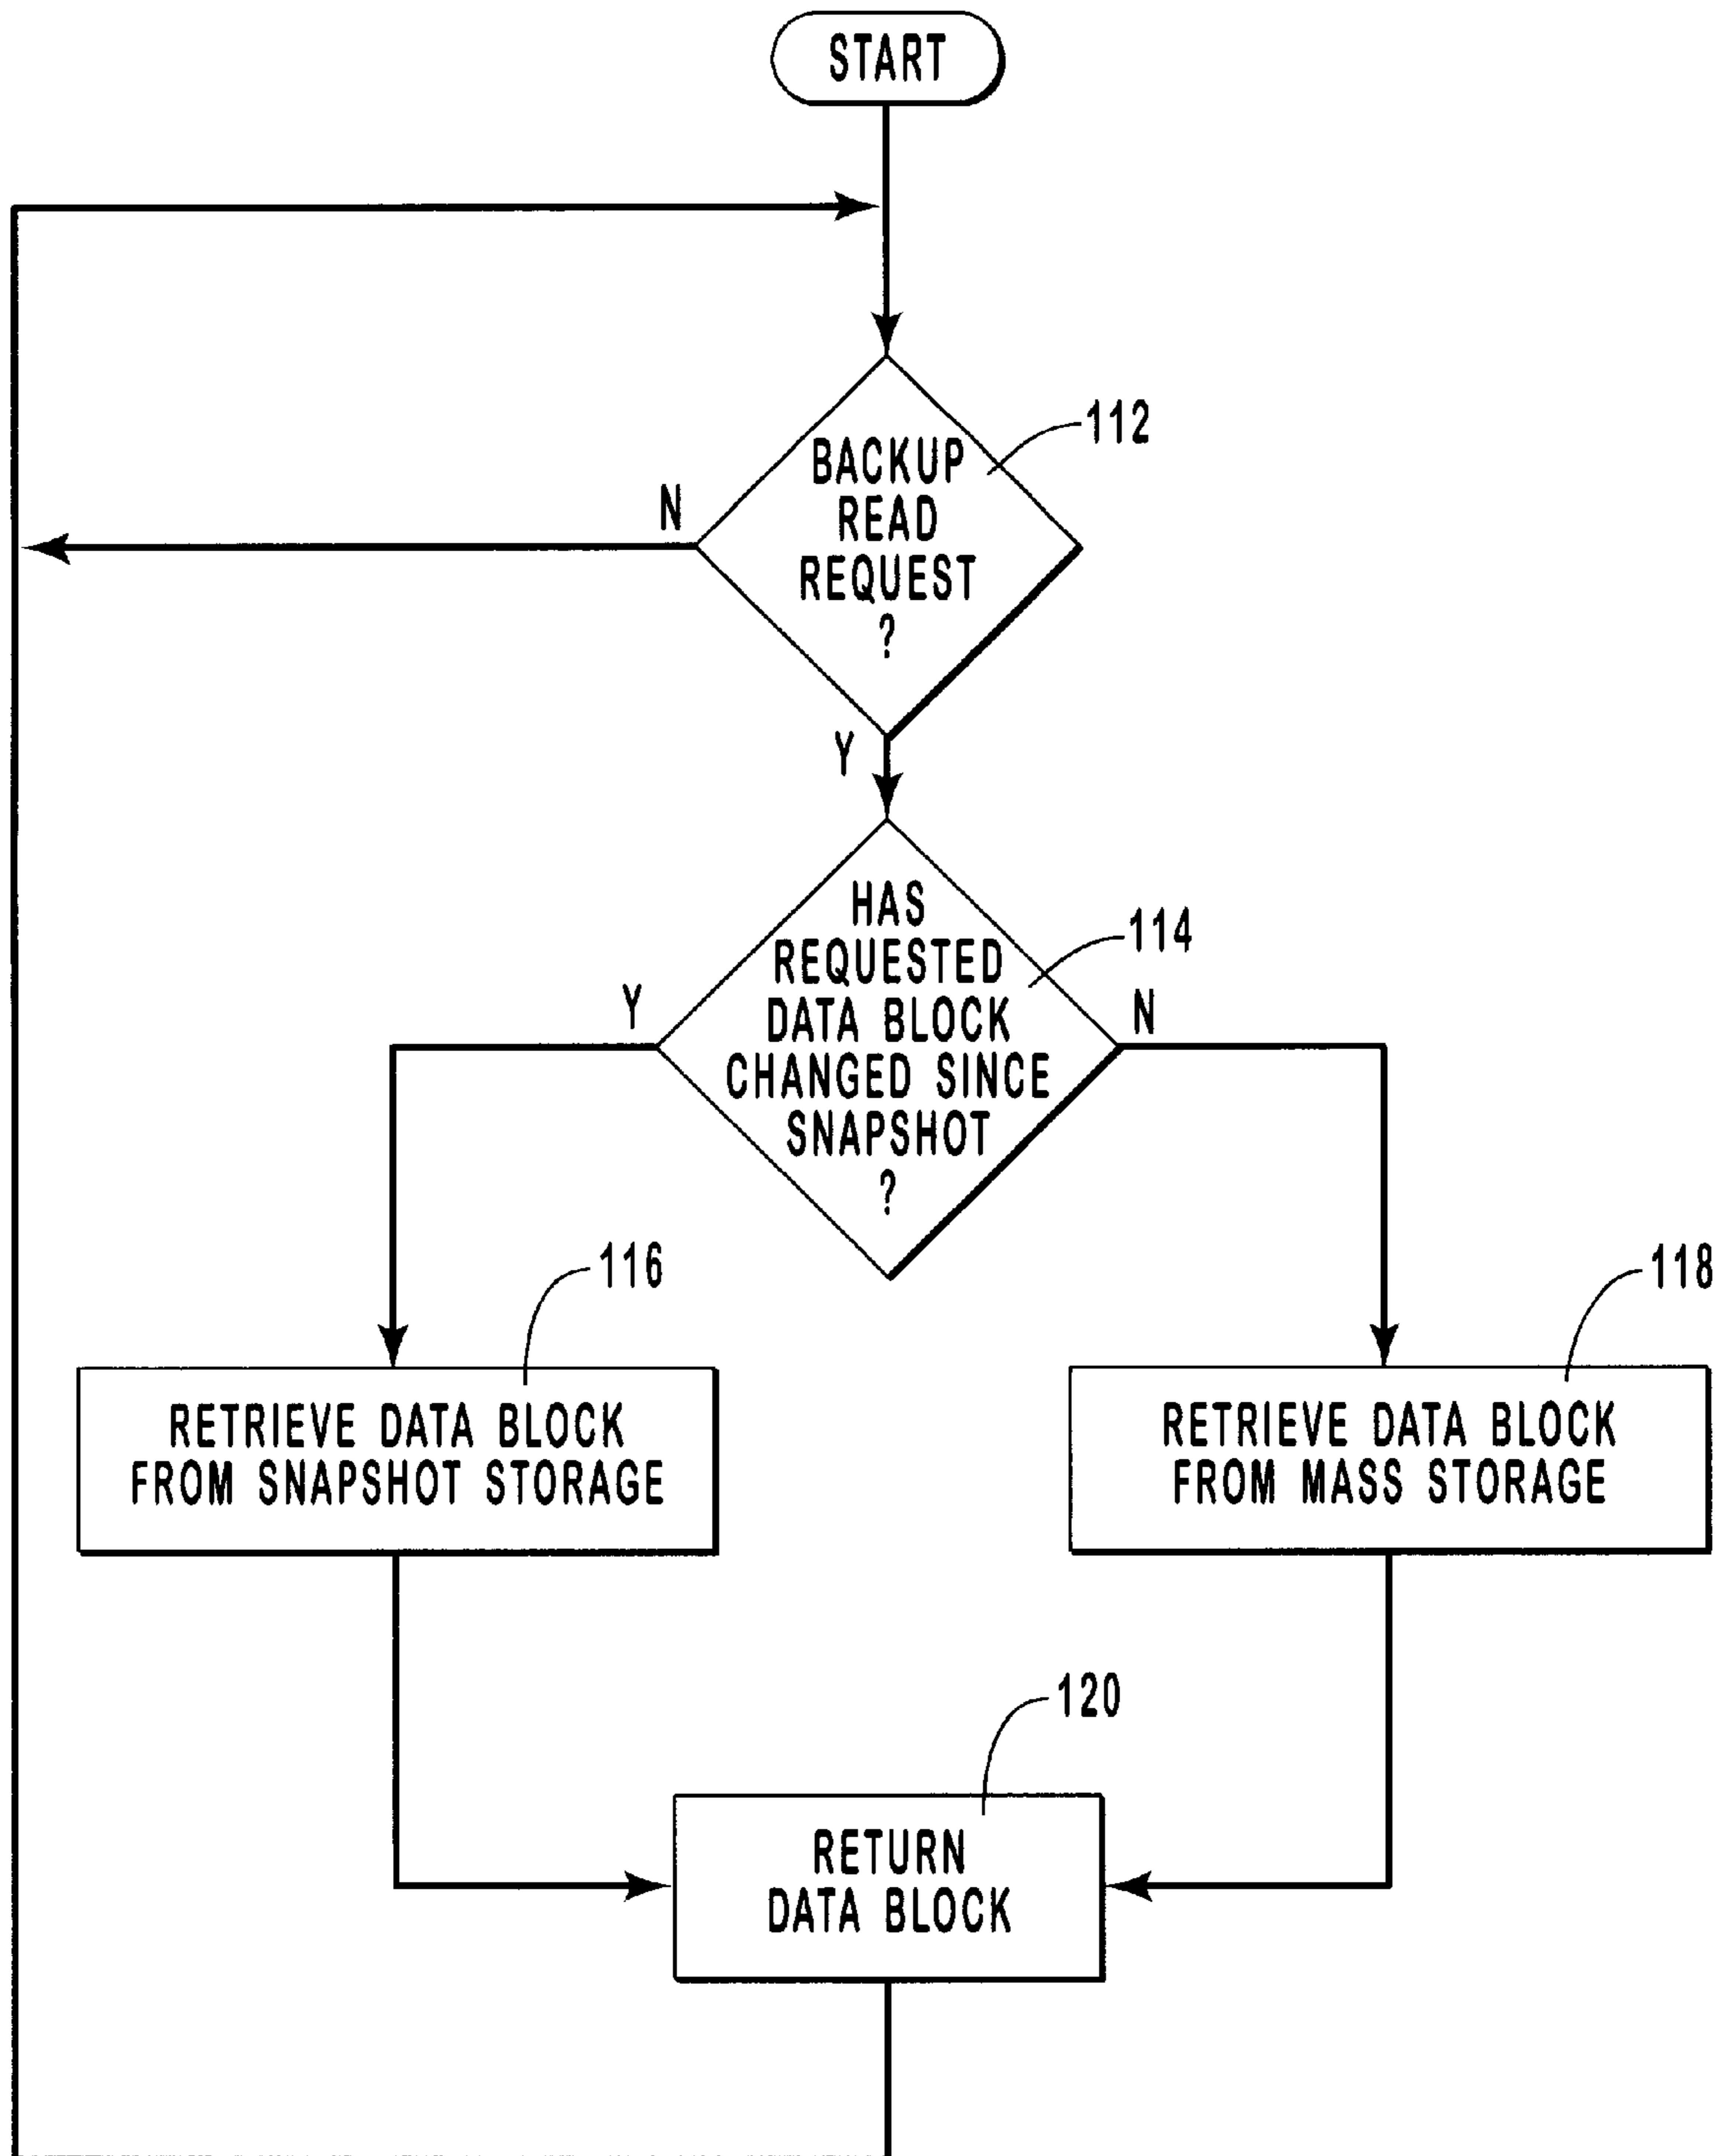 START
112
BACKUP
READ
REQUEST
?
N
Y
HAS
REQUESTED
DATA BLOCK
CHANGED SINCE
SNAPSHOT
?
114
Y
N
116
118
RETRIEVE DATA BLOCK
FROM SNAPSHOT STORAGE
RETRIEVE DATA BLOCK
FROM MASS STORAGE
120
RETURN
DATA BLOCK